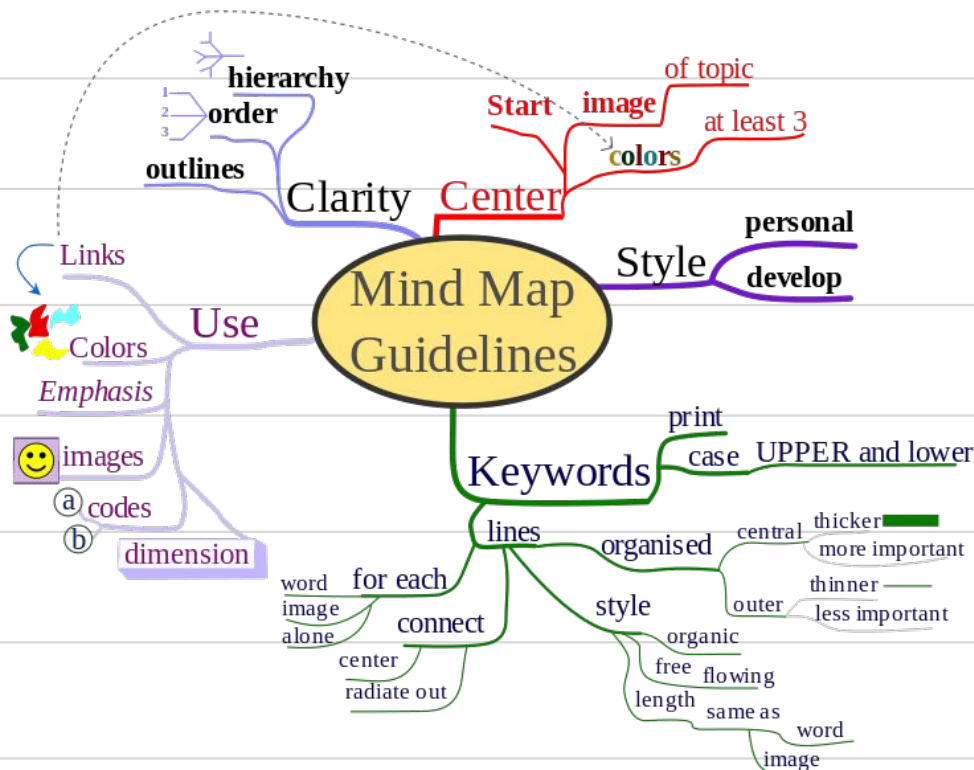 Mind Map
Guidelines
Center
Start
image
of topic
colors
at least 3
Style
personal
develop
Keywords
print
case
UPPER and lower
lines
organised
central
thicker
more important
outer
thinner
less important
style
organic
free
flowing
length
same as
word
image
connect
center
radiate out
for each
word
image
alone
Use
Links
Colors
Emphasis
images
codes
a
b
dimension
Clarity
hierarchy
order
1
2
3
outlines